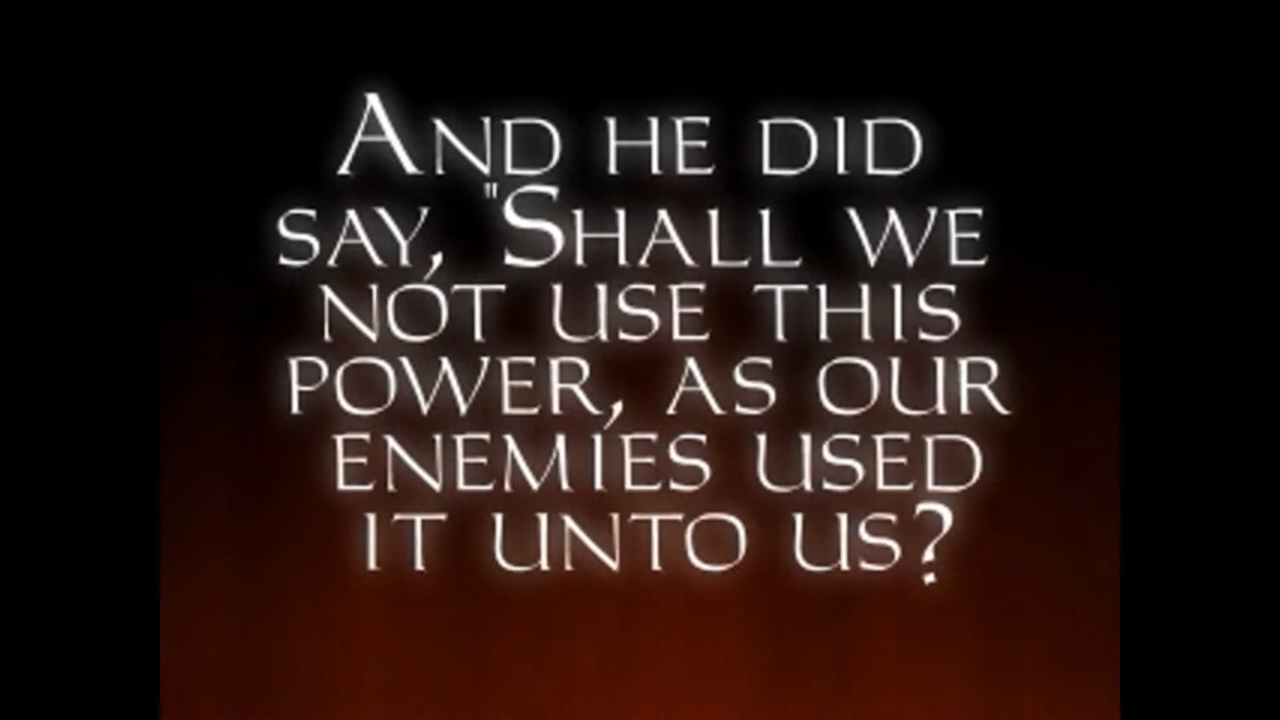 And he did
say, "Shall we
not use this
power, as our
enemies used
it unto us?